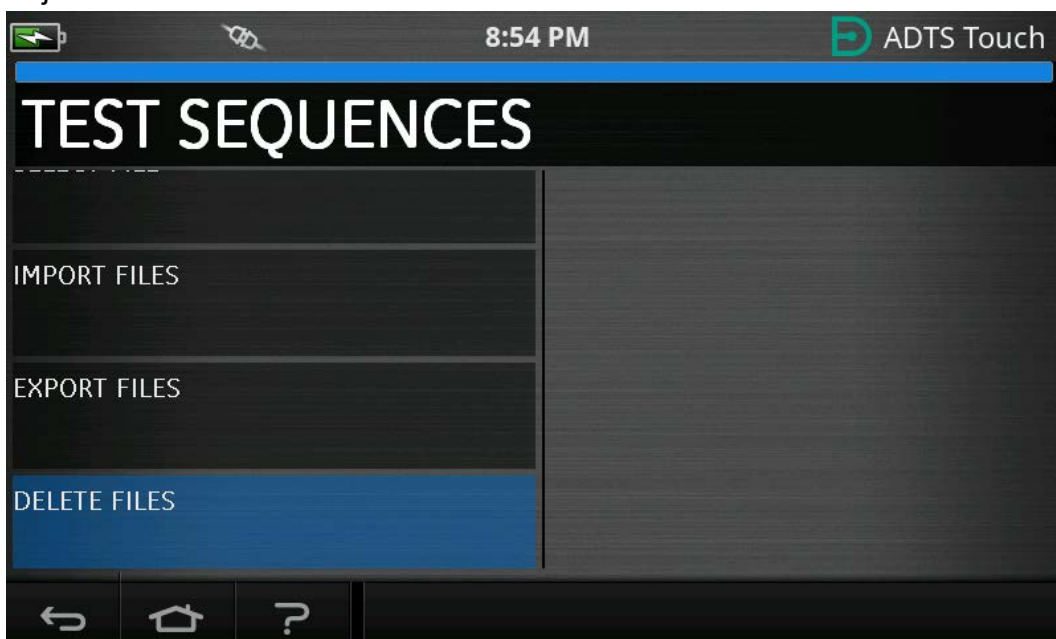 8:54 PM
ADTS Touch
TEST SEQUENCES
IMPORT FILES
EXPORT FILES
DELETE FILES